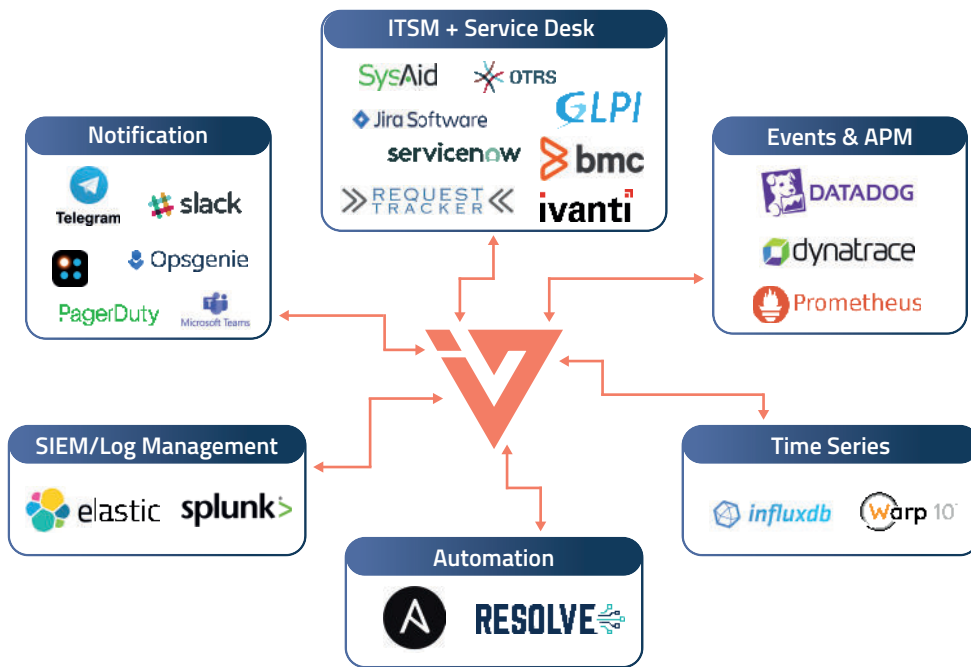 ITSM + Service Desk
SysAid
OTRS
Jira Software
GLPI
servicenow
bmc
REQUEST
TRACKER
ivanti
Notification
Telegram
slack
Opsgenie
PagerDuty
Microsoft Teams
Events & APM
DATADOG
dynatrace
Prometheus
SIEM/Log Management
elastic
splunk>
Time Series
influxdb
Warp 10
Automation
A
RESOLVE